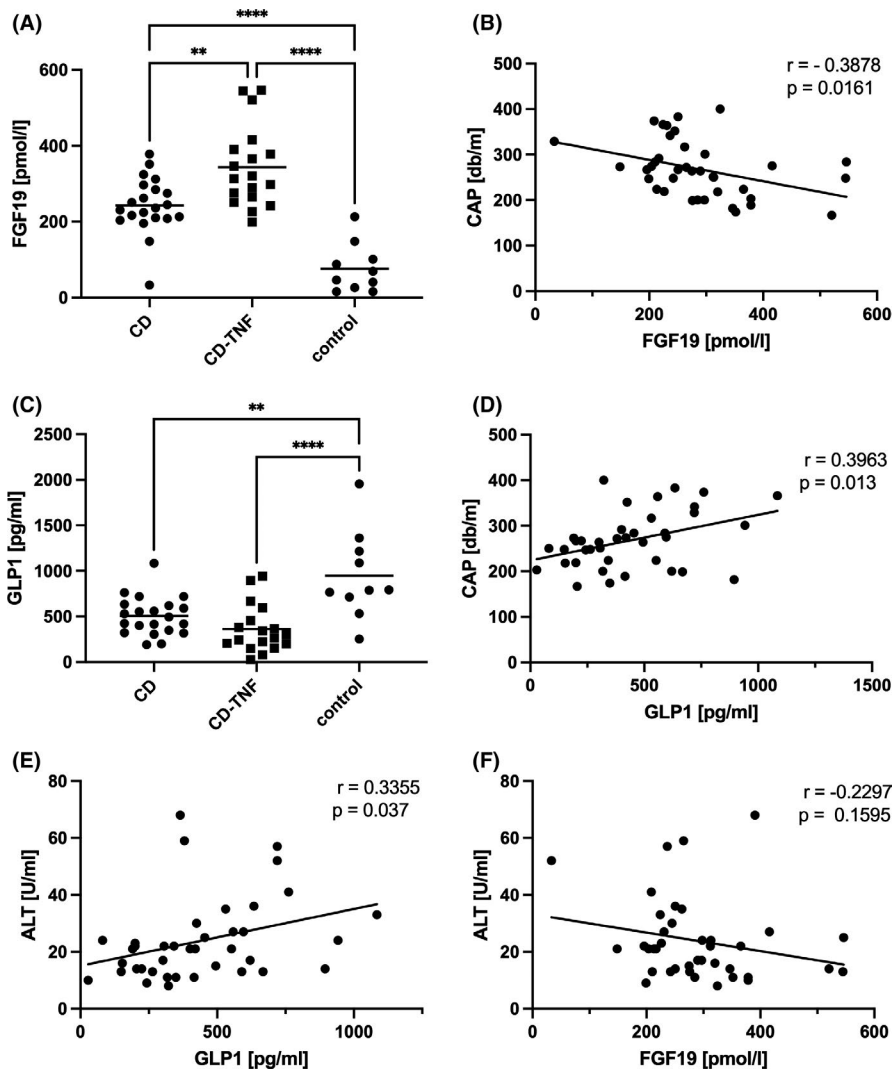 (A)
****
**
****
FGF19 [pmol/l]
600
400
200
0
CD
CD-TNF
control
(B)
r = - 0.3878
p = 0.0161
CAP [db/m]
500
400
300
200
100
0
0
200
400
600
FGF19 [pmol/l]
(C)
**
****
GLP1 [pg/ml]
2500
2000
1500
1000
500
0
CD
CD-TNF
control
(D)
r = 0.3963
p = 0.013
CAP [db/m]
500
400
300
200
100
0
0
500
1000
1500
GLP1 [pg/ml]
(E)
r = 0.3355
p = 0.037
ALT [U/ml]
80
60
40
20
0
0
500
1000
GLP1 [pg/ml]
(F)
r = -0.2297
p = 0.1595
ALT [U/ml]
80
60
40
20
0
0
200
400
600
FGF19 [pmol/l]